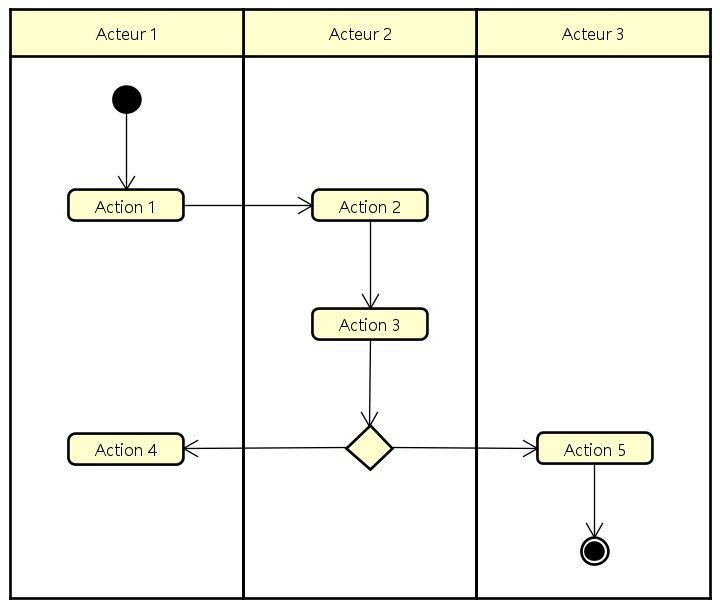 Acteur 1
Acteur 2
Acteur 3
Action 1
Action 2
Action 3
Action 4
Action 5